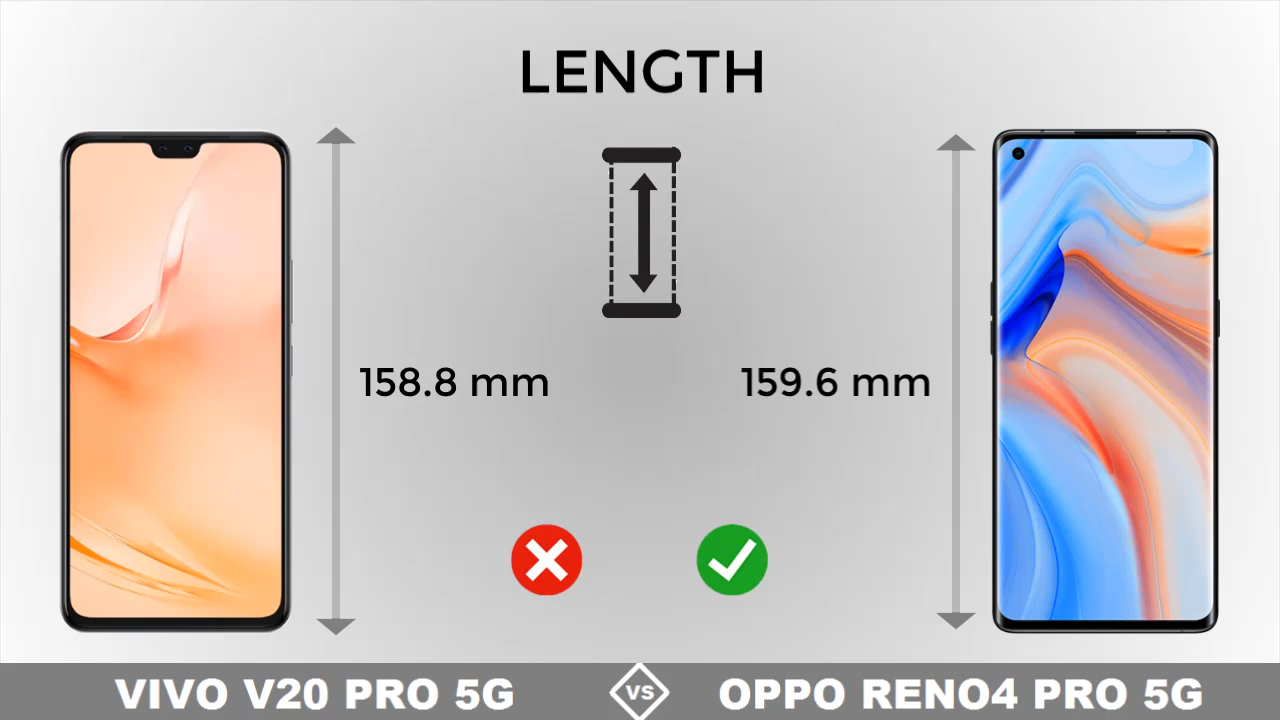 LENGTH
158.8 mm
159.6 mm
VIVO V20 PRO 5G
VS
OPPO RENO4 PRO 5G